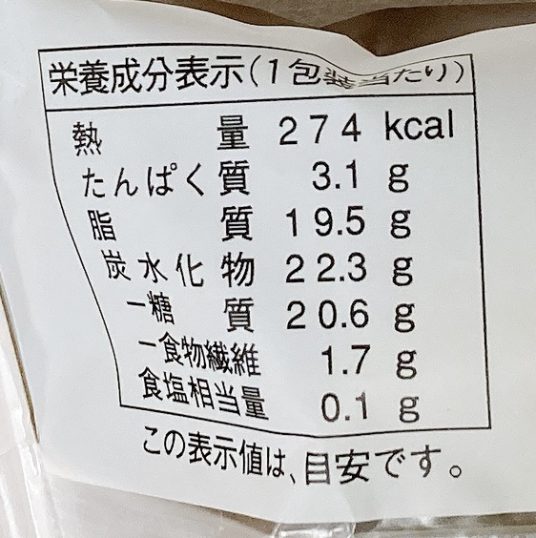 栄養成分表示(1包装当たり)
熱量 274 kcal
たんぱく質 3.1 g
脂質 19.5 g
炭水化物 22.3 g
－糖質 20.6 g
－食物繊維 1.7 g
食塩相当量 0.1 g
この表示値は、目安です。